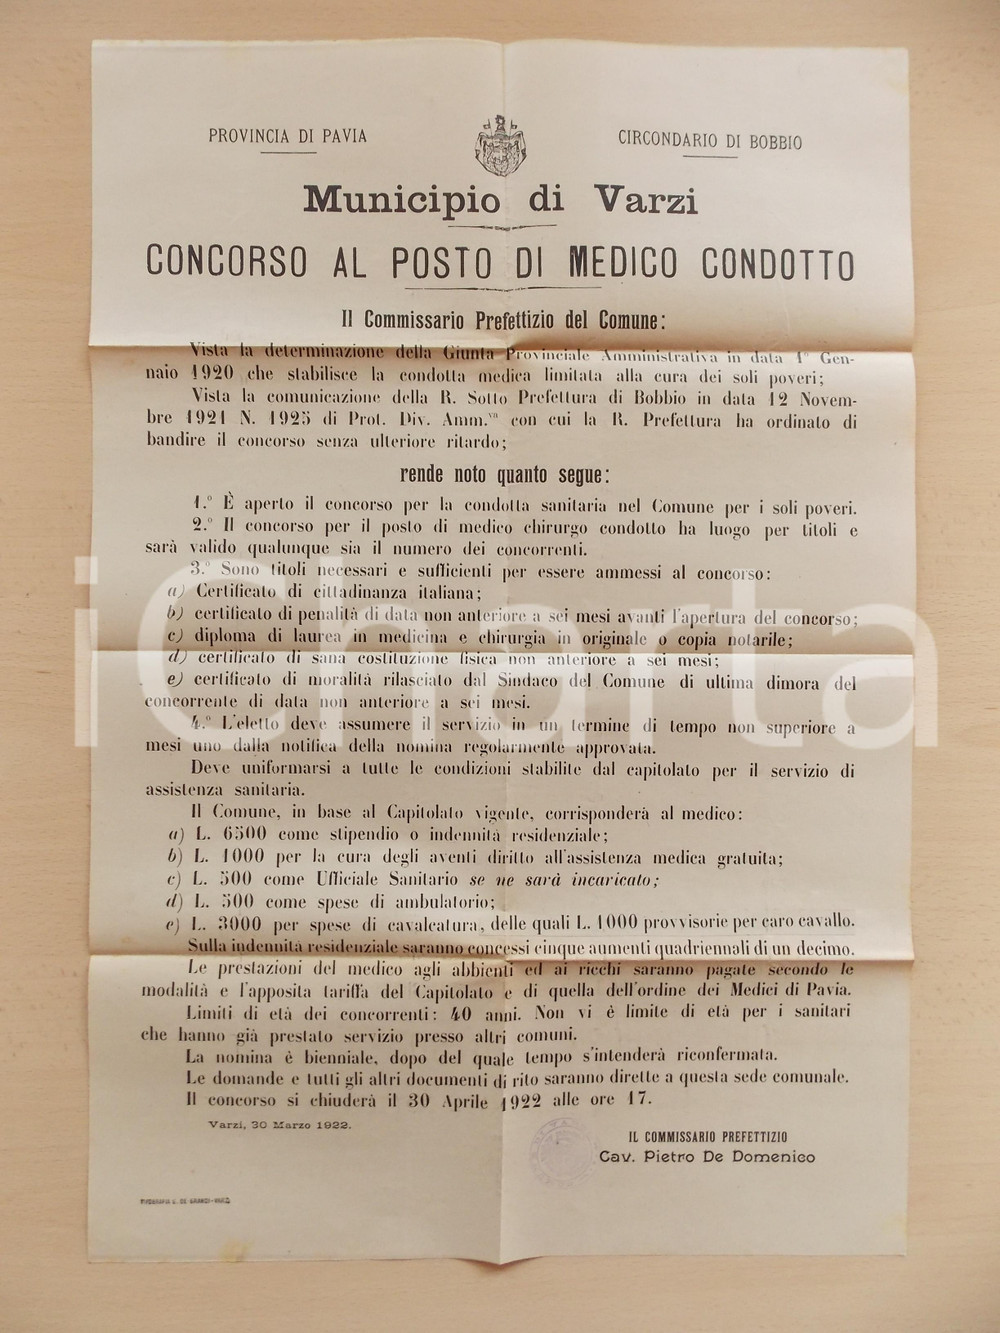 PROVINCIA DI PAVIA
CIRCONDARIO DI BOBBIO
Municipio di Varzi
CONCORSO AL POSTO DI MEDICO CONDOTTO
Il Commissario Prefettizio del Comune:
Vista la determinazione della Giunta Provinciale Amministrativa in data 1° Gen-
naio 1920 che stabilisce la condotta medica limitata alla cura dei soli poveri;
Vista la comunicazione della R. Sotto Prefettura di Bobbio in data 12 Novem-
bre 1921 N. 1925 di Prot. Div. Amm.va con cui la R. Prefettura ha ordinato di
bandire il concorso senza ulteriore ritardo;
rende noto quanto segue:
1.° È aperto il concorso per la condotta sanitaria nel Comune per i soli poveri.
2.° Il concorso per il posto di medico chirurgo condotto ha luogo per titoli e
sarà valido qualunque sia il numero dei concorrenti.
3.° Sono titoli necessari e sufficienti per essere ammessi al concorso:
a) Certificato di cittadinanza italiana;
b) certificato di penalità di data non anteriore a sei mesi avanti l'apertura del concorso;
c) diploma di laurea in medicina e chirurgia in originale o copia notarile;
d) certificato di sana costituzione fisica non anteriore a sei mesi;
e) certificato di moralità rilasciato dal Sindaco del Comune di ultima dimora del
concorrente di data non anteriore a sei mesi.
4.° L'eletto deve assumere il servizio in un termine di tempo non superiore a
mesi uno dalla notifica della nomina regolarmente approvata.
Deve uniformarsi a tutte le condizioni stabilite dal capitolato per il servizio di
assistenza sanitaria.
Il Comune, in base al Capitolato vigente, corrisponderà al medico:
a) L. 6500 come stipendio o indennità residenziale;
b) L. 1000 per la cura degli aventi diritto all'assistenza medica gratuita;
c) L. 500 come Ufficiale Sanitario se ne sarà incaricato;
d) L. 500 come spese di ambulatorio;
e) L. 3000 per spese di cavalcatura, delle quali L. 1000 provvisorie per caro cavallo.
Sulla indennità residenziale saranno concessi cinque aumenti quadriennali di un decimo.
Le prestazioni del medico agli abbienti ed ai ricchi saranno pagate secondo le
modalità e l'apposita tariffa del Capitolato e di quella dell'ordine dei Medici di Pavia.
Limiti di età dei concorrenti: 40 anni. Non vi è limite di età per i sanitari
che hanno già prestato servizio presso altri comuni.
La nomina è biennale, dopo del quale tempo s'intenderà riconfermata.
Le domande e tutti gli altri documenti di rito saranno dirette a questa sede comunale.
Il concorso si chiuderà il 30 Aprile 1922 alle ore 17.
Varzi, 30 Marzo 1922.
IL COMMISSARIO PREFETTIZIO
Cav. Pietro De Domenico
iCharta